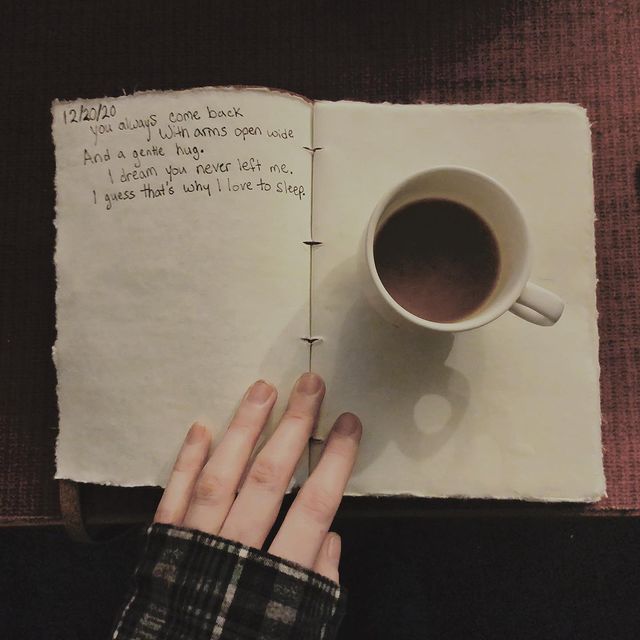 12/20/20
you always come back
With arms open wide
And a gentle hug.
I dream you never left me.
I guess that's why I love to sleep.